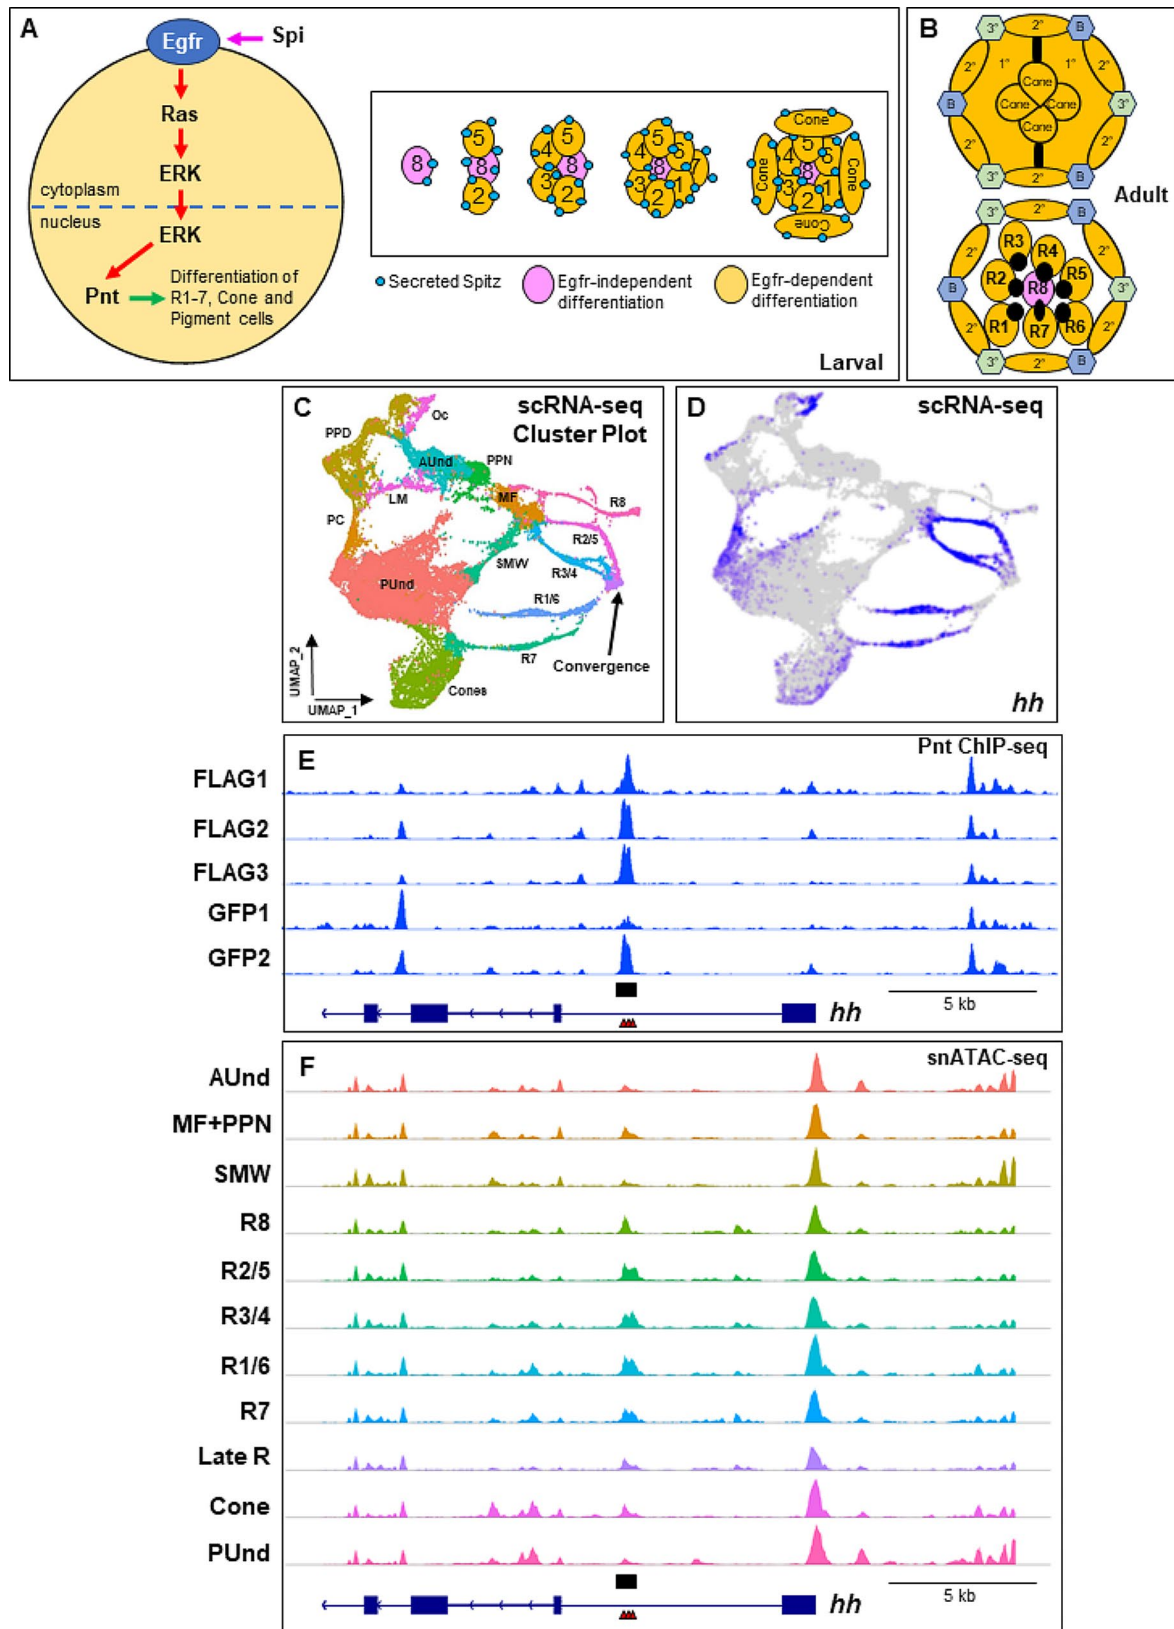 A
Egfr
Spi
Ras
ERK
cytoplasm
nucleus
ERK
Pnt
Differentiation of
R1-7, Cone and
Pigment cells
8
5
8
2
5
4
8
3
2
5
4
6
8
7
3
1
2
Cone
5
4
6
Cone
8
Cone
3
1
2
Cone
Secreted Spitz
Egfr-independent
differentiation
Egfr-dependent
differentiation
Larval
B
3°
2°
B
2°
1°
1°
2°
Cone
B
Cone
Cone
3°
Cone
2°
2°
3°
2°
B
Adult
3°
2°
B
2°
R3
R4
2°
R2
R8
R5
B
3°
R1
R7
R6
2°
2°
3°
2°
B
C
scRNA-seq
Cluster Plot
Oc
PPD
AUnd
PPN
LM
MF
R8
PC
R2/5
SMW
R3/4
PUnd
R1/6
R7
Convergence
Cones
UMAP_2
UMAP_1
D
scRNA-seq
hh
E
Pnt ChIP-seq
FLAG1
FLAG2
FLAG3
GFP1
GFP2
hh
5 kb
F
snATAC-seq
AUnd
MF+PPN
SMW
R8
R2/5
R3/4
R1/6
R7
Late R
Cone
PUnd
hh
5 kb